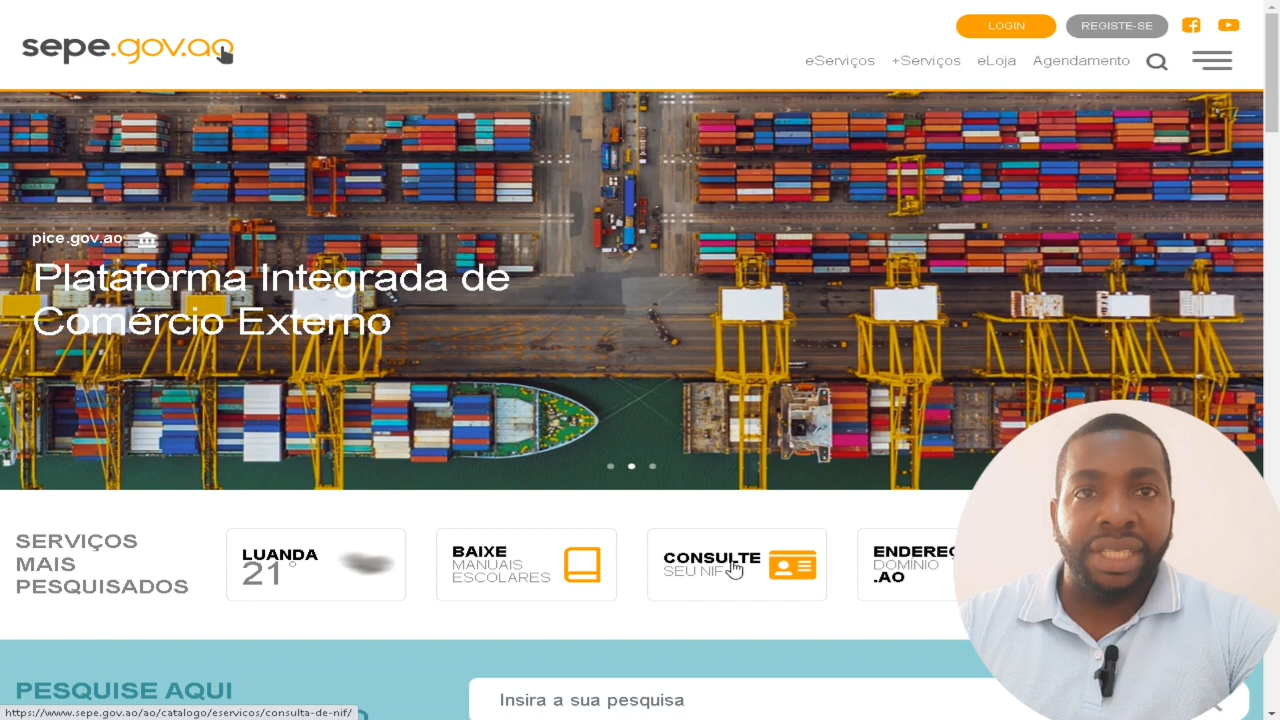 LOGIN
REGISTE-SE
sepe.gov.ao
eServiços
+Serviços
eLoja
Agendamento
pice.gov.ao
Plataforma Integrada de
Comércio Externo
SERVIÇOS
MAIS
PESQUISADOS
LUANDA
21°
BAIXE
MANUAIS
ESCOLARES
CONSULTE
SEU NIF
ENDEREÇ
DOMÍNIO
.AO
PESQUISE AQUI
Insira a sua pesquisa
https://www.sepe.gov.ao/ao/catalogo/eservicos/consulta-de-nif/